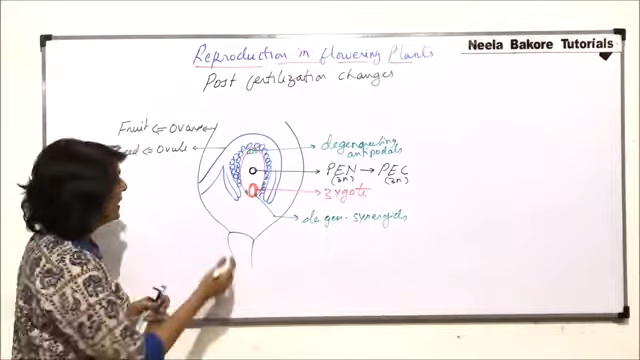 Neela Bakore Tutorials
Reproduction in flowering Plants
Post fertilization changes
Fruit <= Ovary
<= Ovule
degenerating
antipodals
PEN → PEC
(3n) (3n)
zygote
degen. synergids